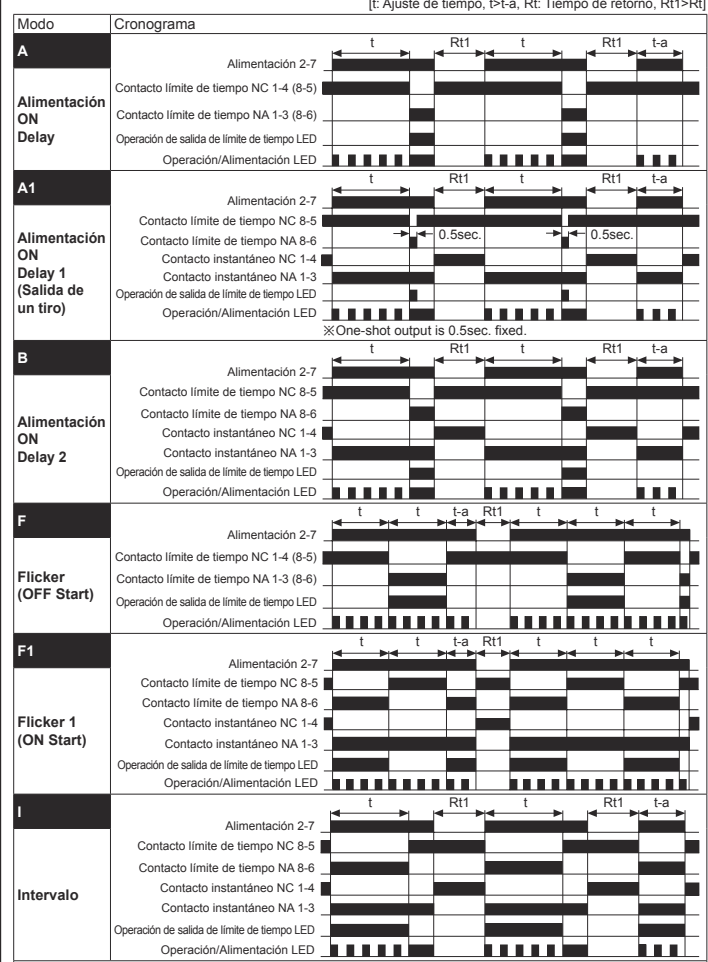 [t: Ajuste de tiempo, t>t-a, Rt: Tiempo de retorno, Rt1>Rt]
Modo Cronograma
A
Alimentación ON Delay
t Rt1 t Rt1 t-a
Alimentación 2-7
Contacto límite de tiempo NC 1-4 (8-5)
Contacto límite de tiempo NA 1-3 (8-6)
Operación de salida de límite de tiempo LED
Operación/Alimentación LED
A1
Alimentación ON Delay 1 (Salida de un tiro)
t Rt1 t Rt1 t-a
Alimentación 2-7
Contacto límite de tiempo NC 8-5
Contacto límite de tiempo NA 8-6 0.5sec. 0.5sec.
Contacto instantáneo NC 1-4
Contacto instantáneo NA 1-3
Operación de salida de límite de tiempo LED
Operación/Alimentación LED
※One-shot output is 0.5sec. fixed.
B
Alimentación ON Delay 2
t Rt1 t Rt1 t-a
Alimentación 2-7
Contacto límite de tiempo NC 8-5
Contacto límite de tiempo NA 8-6
Contacto instantáneo NC 1-4
Contacto instantáneo NA 1-3
Operación de salida de límite de tiempo LED
Operación/Alimentación LED
F
Flicker (OFF Start)
t t t-a Rt1 t t t
Alimentación 2-7
Contacto límite de tiempo NC 1-4 (8-5)
Contacto límite de tiempo NA 1-3 (8-6)
Operación de salida de límite de tiempo LED
Operación/Alimentación LED
F1
Flicker 1 (ON Start)
t t t-a Rt1 t t t
Alimentación 2-7
Contacto límite de tiempo NC 8-5
Contacto límite de tiempo NA 8-6
Contacto instantáneo NC 1-4
Contacto instantáneo NA 1-3
Operación de salida de límite de tiempo LED
Operación/Alimentación LED
I
Intervalo
t Rt1 t Rt1 t-a
Alimentación 2-7
Contacto límite de tiempo NC 8-5
Contacto límite de tiempo NA 8-6
Contacto instantáneo NC 1-4
Contacto instantáneo NA 1-3
Operación de salida de límite de tiempo LED
Operación/Alimentación LED